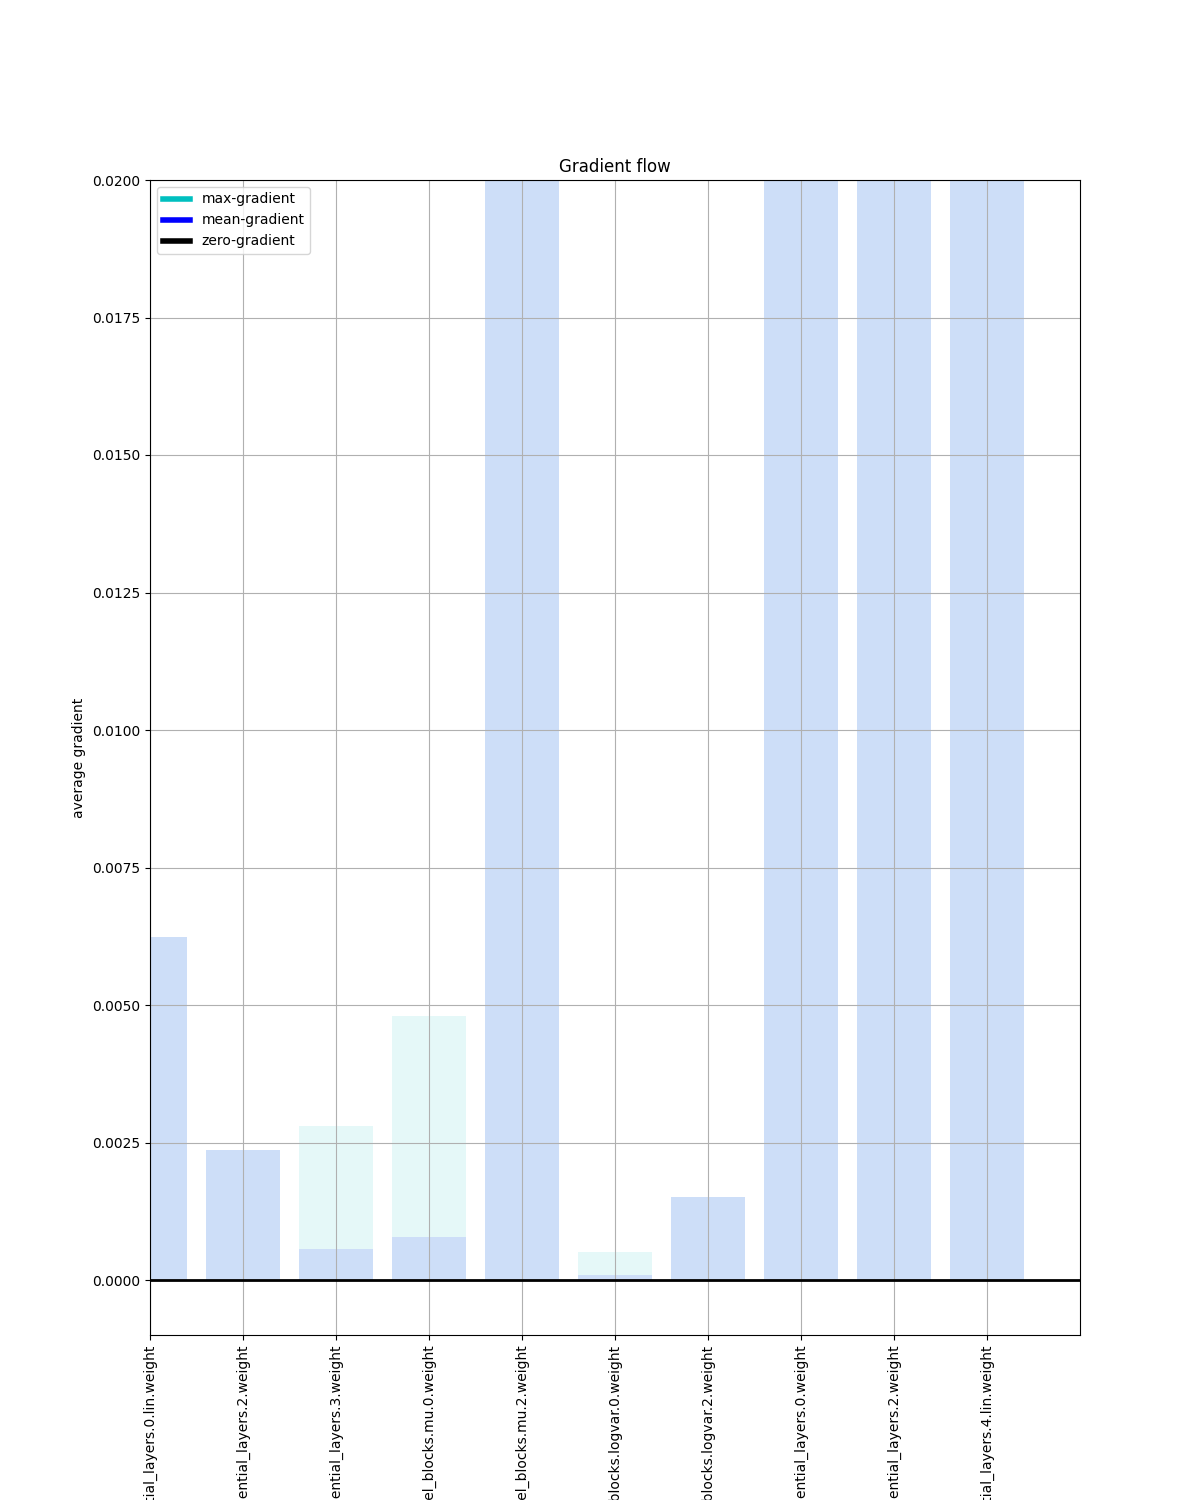 Gradient flow
max-gradient
mean-gradient
zero-gradient
0.0200
0.0175
0.0150
0.0125
0.0100
0.0075
0.0050
0.0025
0.0000
average gradient
tial_layers.0.lin.weight
ential_layers.2.weight
ential_layers.3.weight
el_blocks.mu.0.weight
el_blocks.mu.2.weight
blocks.logvar.0.weight
blocks.logvar.2.weight
ential_layers.0.weight
ential_layers.2.weight
tial_layers.4.lin.weight